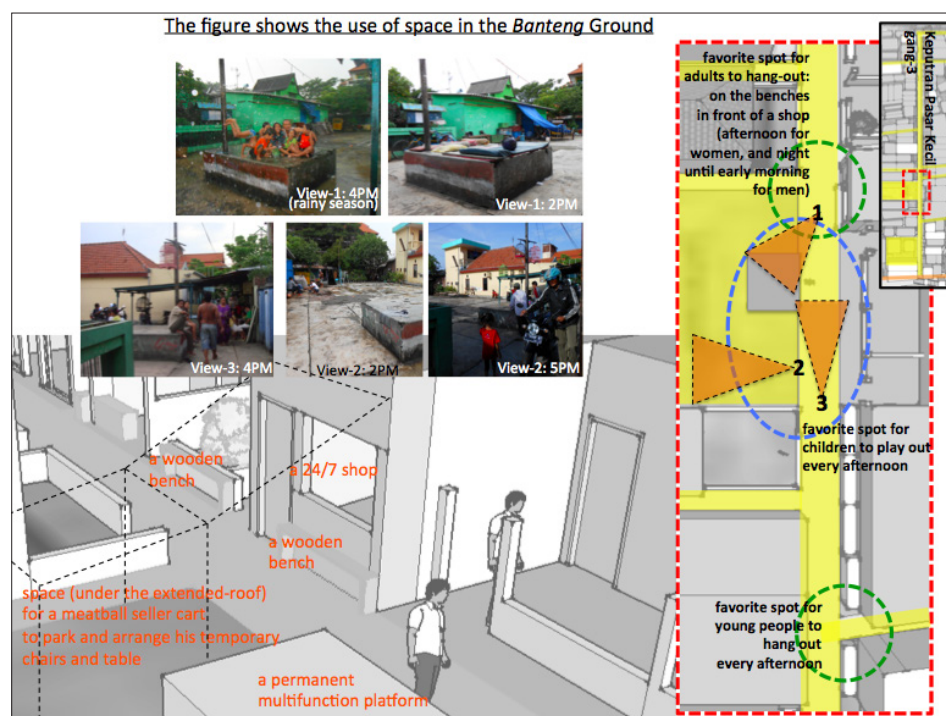 The figure shows the use of space in the Banteng Ground
View-1: 4PM
(rainy season)
View-1: 2PM
View-3: 4PM
View-2: 2PM
View-2: 5PM
a wooden
bench
a 24/7 shop
a wooden
bench
space (under the extended-roof)
for a meatball seller cart
to park and arrange his temporary
chairs and table
a permanent
multifunction platform
favorite spot for
adults to hang-out:
on the benches
in front of a shop
(afternoon for
women, and night
until early morning
for men)
1
2
3
favorite spot for
children to play out
every afternoon
favorite spot for
young people to
hang out
every afternoon
Keputran Pasar Kecil
gang-3